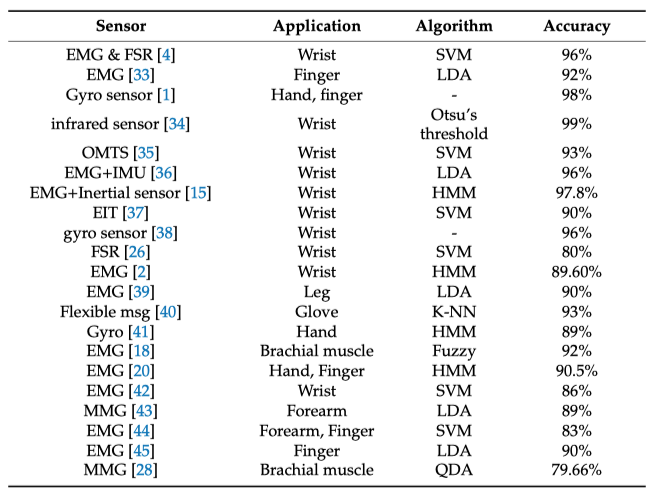 Sensor Application Algorithm Accuracy
EMG & FSR [4] Wrist SVM 96%
EMG [33] Finger LDA 92%
Gyro sensor [1] Hand, finger - 98%
infrared sensor [34] Wrist Otsu's threshold 99%
OMTS [35] Wrist SVM 93%
EMG+IMU [36] Wrist LDA 96%
EMG+Inertial sensor [15] Wrist HMM 97.8%
EIT [37] Wrist SVM 90%
gyro sensor [38] Wrist - 96%
FSR [26] Wrist SVM 80%
EMG [2] Wrist HMM 89.60%
EMG [39] Leg LDA 90%
Flexible msg [40] Glove K-NN 93%
Gyro [41] Hand HMM 89%
EMG [18] Brachial muscle Fuzzy 92%
EMG [20] Hand, Finger HMM 90.5%
EMG [42] Wrist SVM 86%
MMG [43] Forearm LDA 89%
EMG [44] Forearm, Finger SVM 83%
EMG [45] Finger LDA 90%
MMG [28] Brachial muscle QDA 79.66%